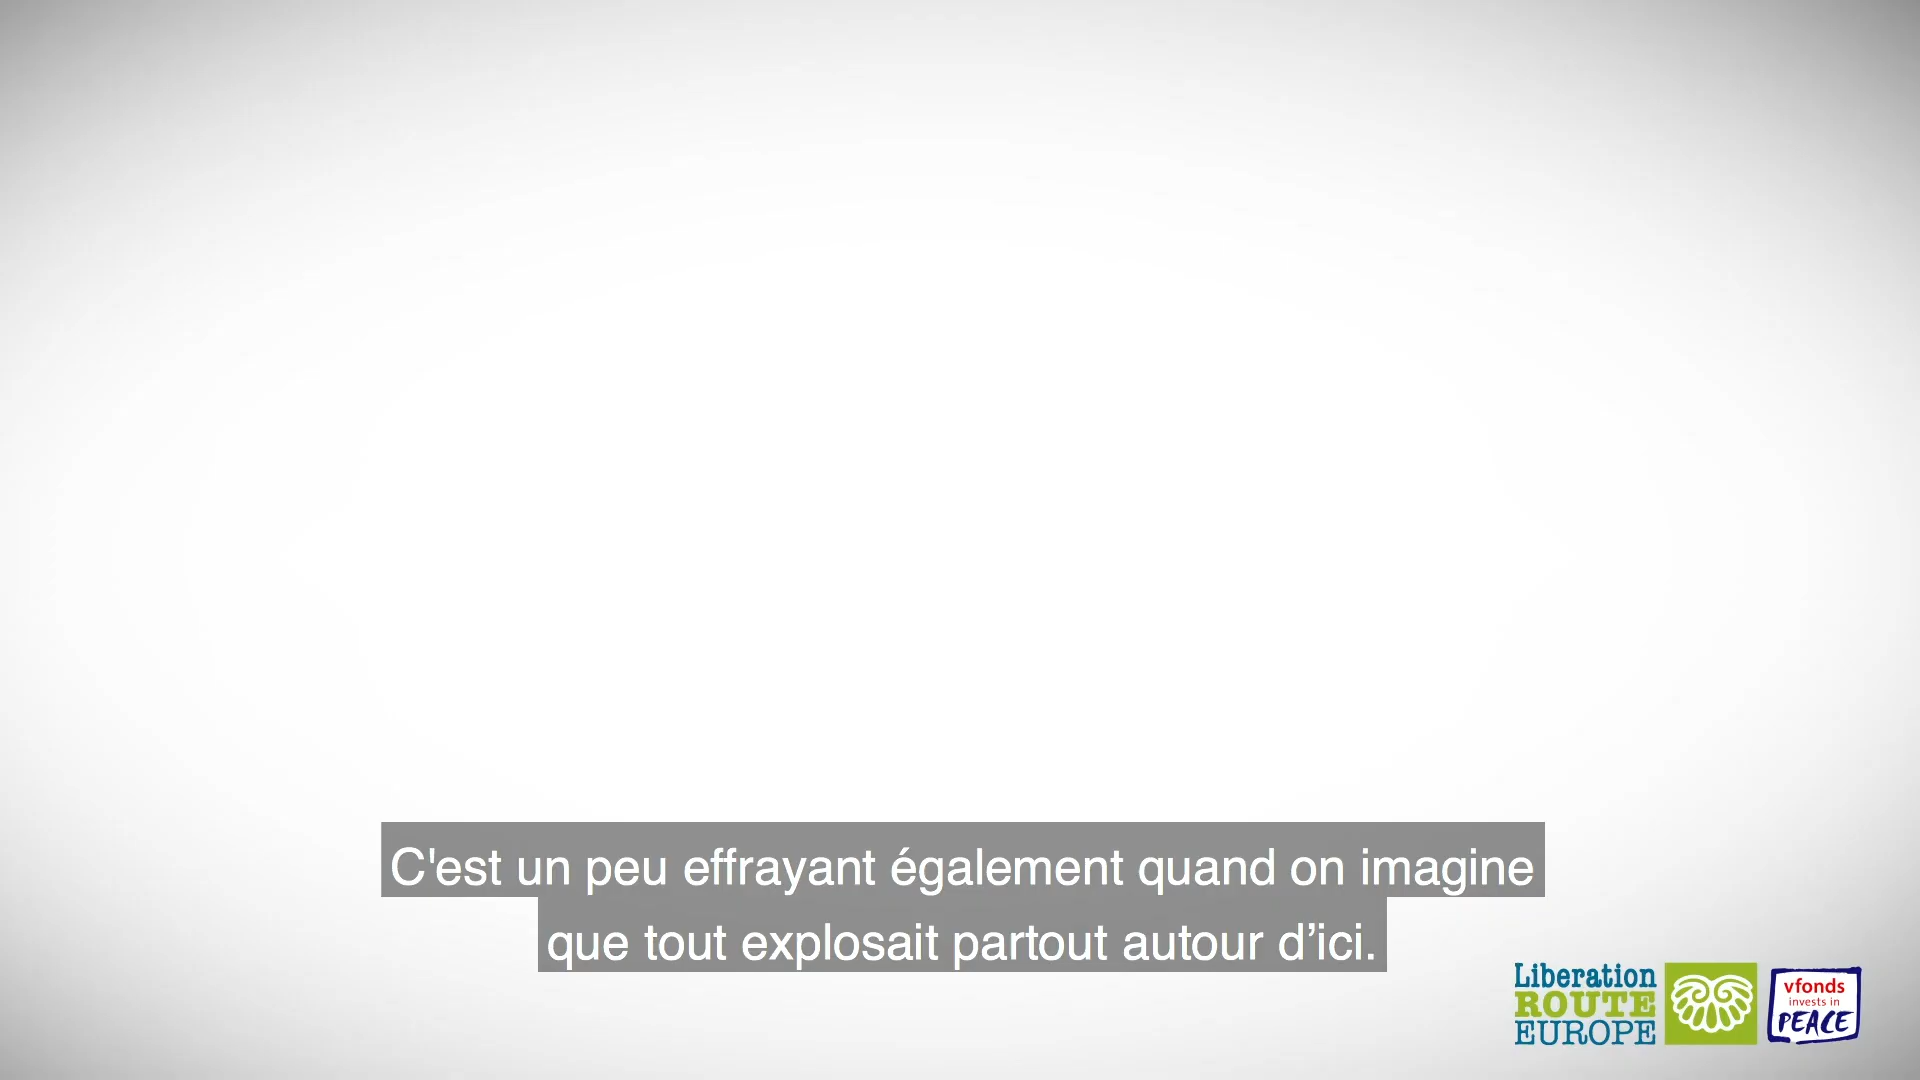 C'est un peu effrayant également quand on imagine
que tout explosait partout autour d’ici.
Liberation
ROUTE
EUROPE
vfonds
invests in
PEACE